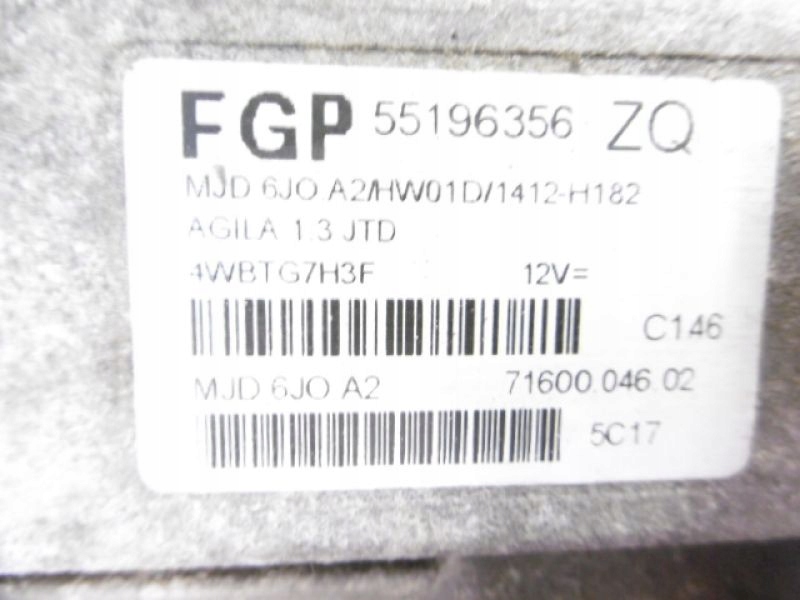 FGP 55196356 ZQ
MJD 6JO A2/HW01D/1412-H182
AGILA 1.3 JTD
4WBTG7H3F 12V=
C146
MJD 6JO A2 71600.046.02
5C17